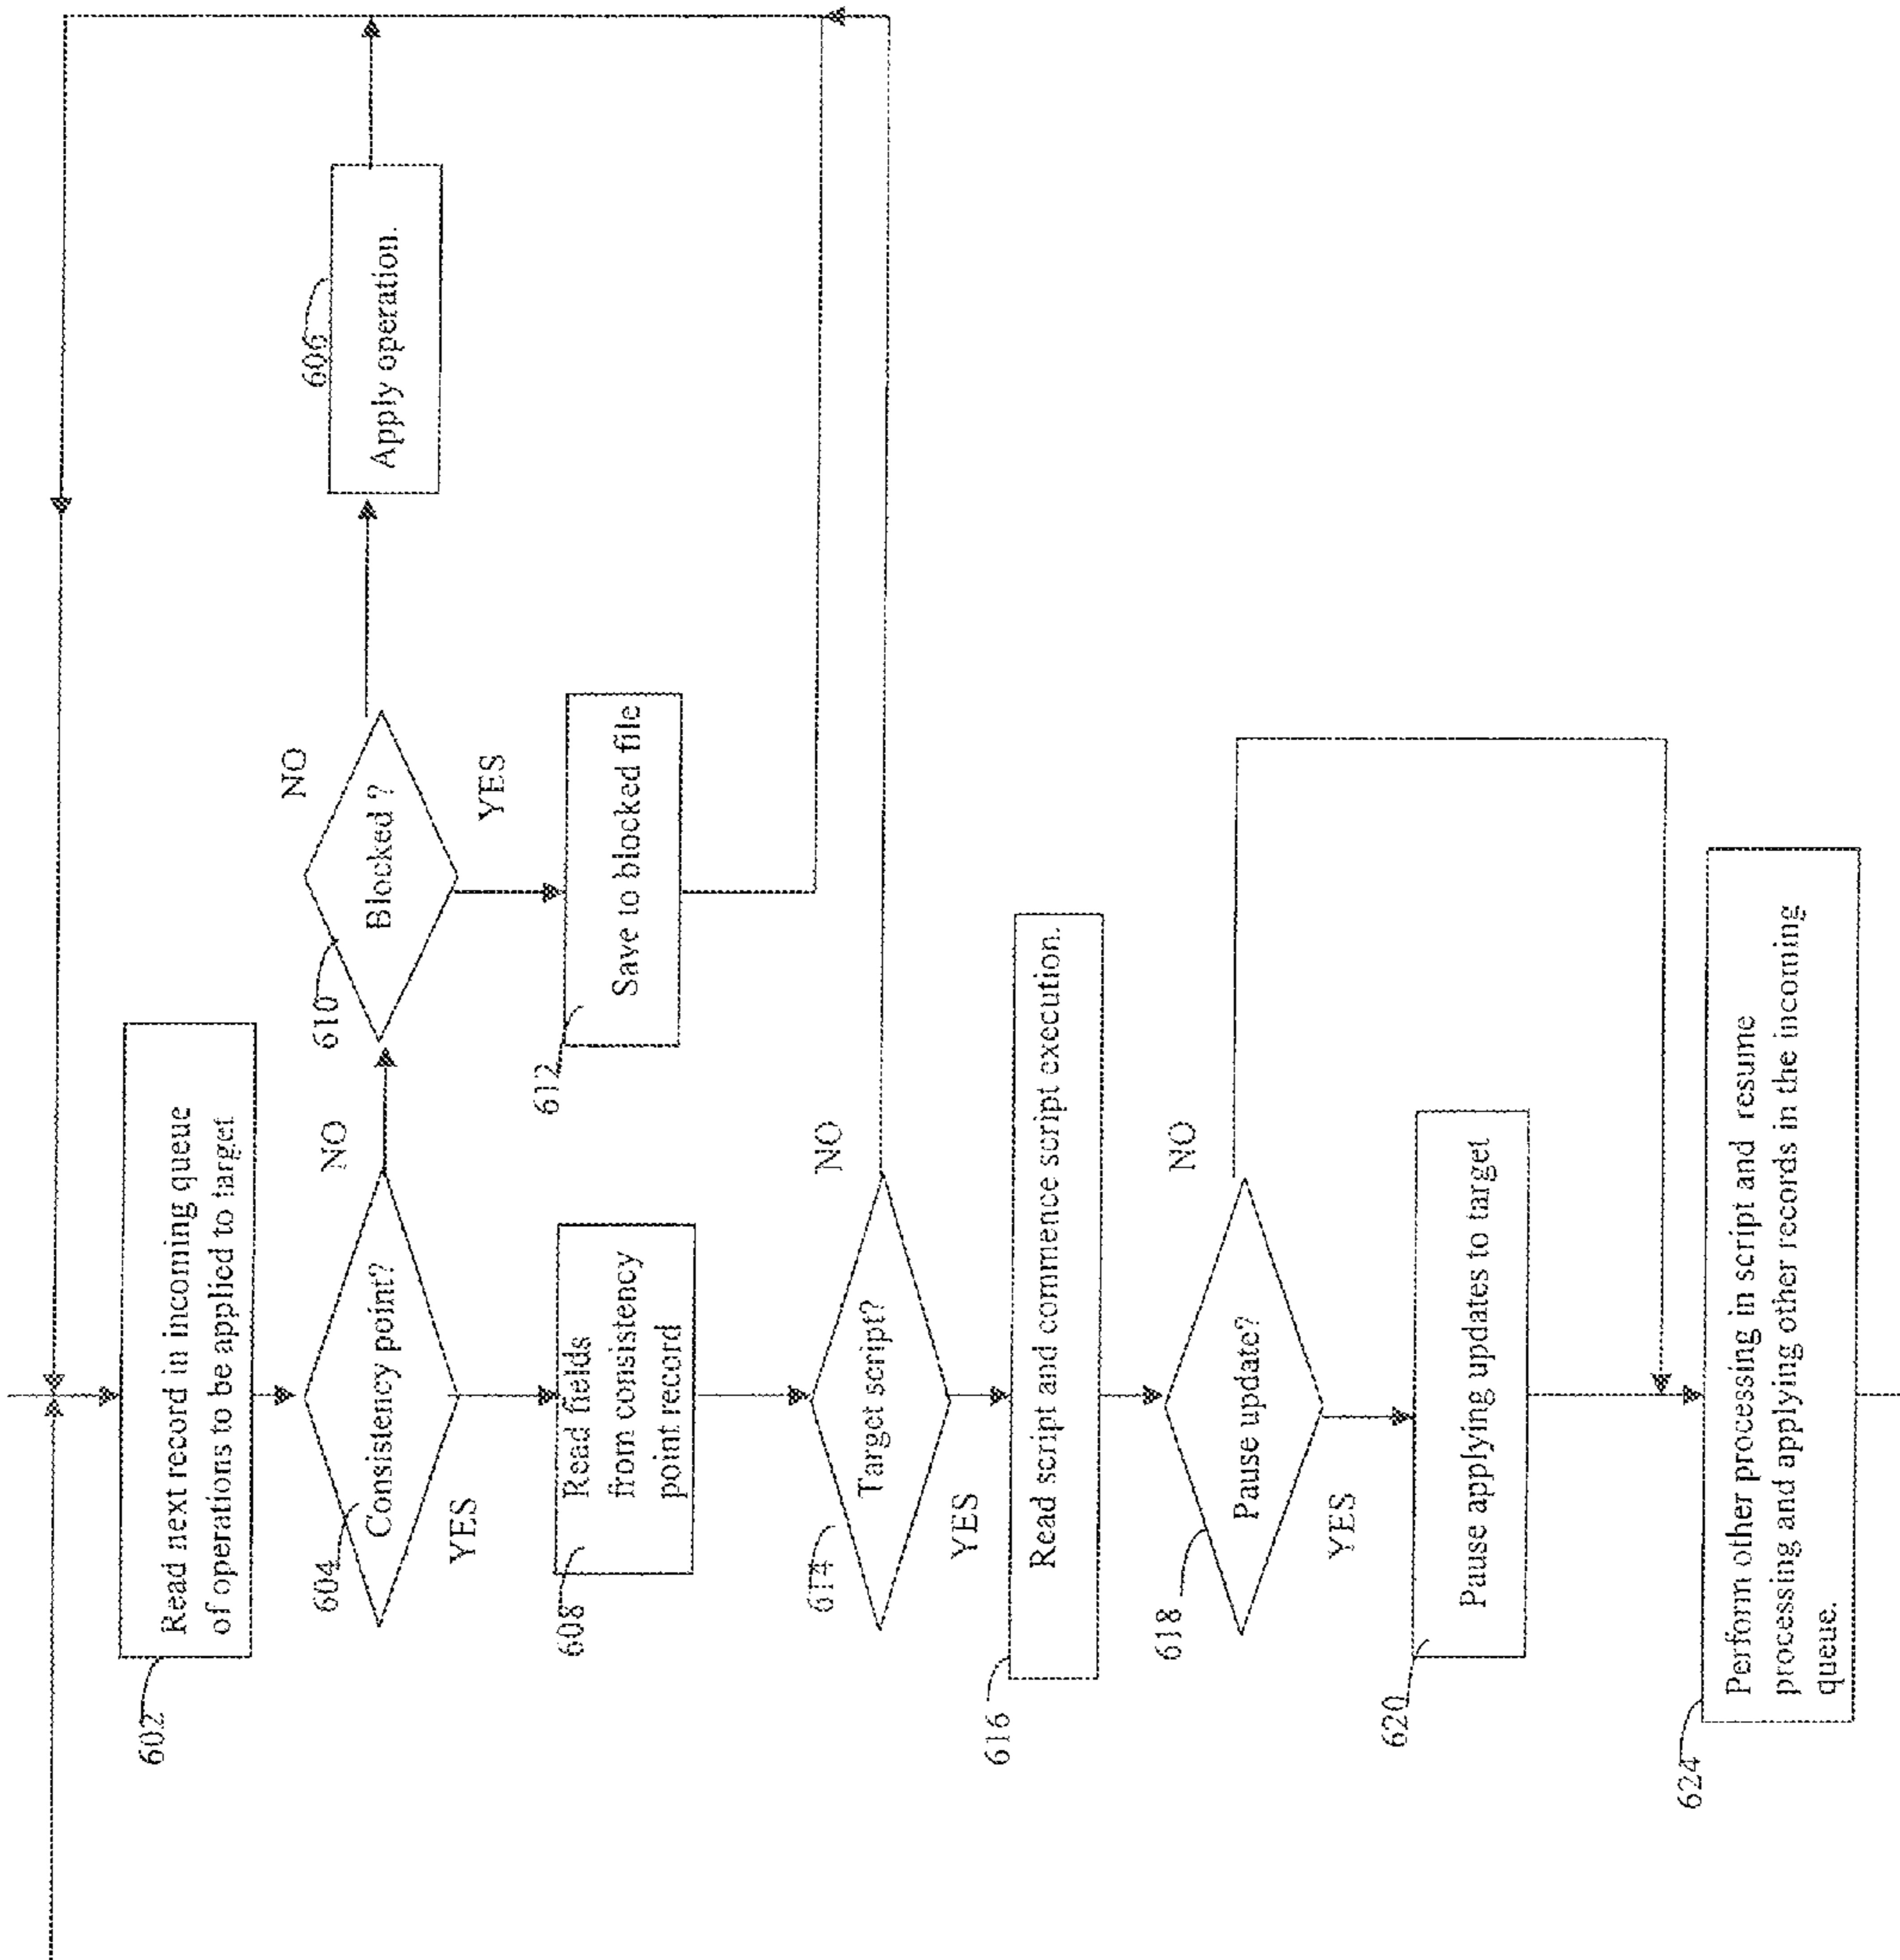 602
Read next record in incoming queue
of operations to be applied to target
604
Consistency point?
NO
YES
610
Blocked ?
NO
YES
606
Apply operation.
612
Save to blocked file
608
Read fields
from consistency
point record
614
Target script?
NO
YES
616
Read script and commence script execution.
618
Pause update?
NO
YES
620
Pause applying updates to target
624
Perform other processing in script and resume
processing and applying other records in the incoming
queue.